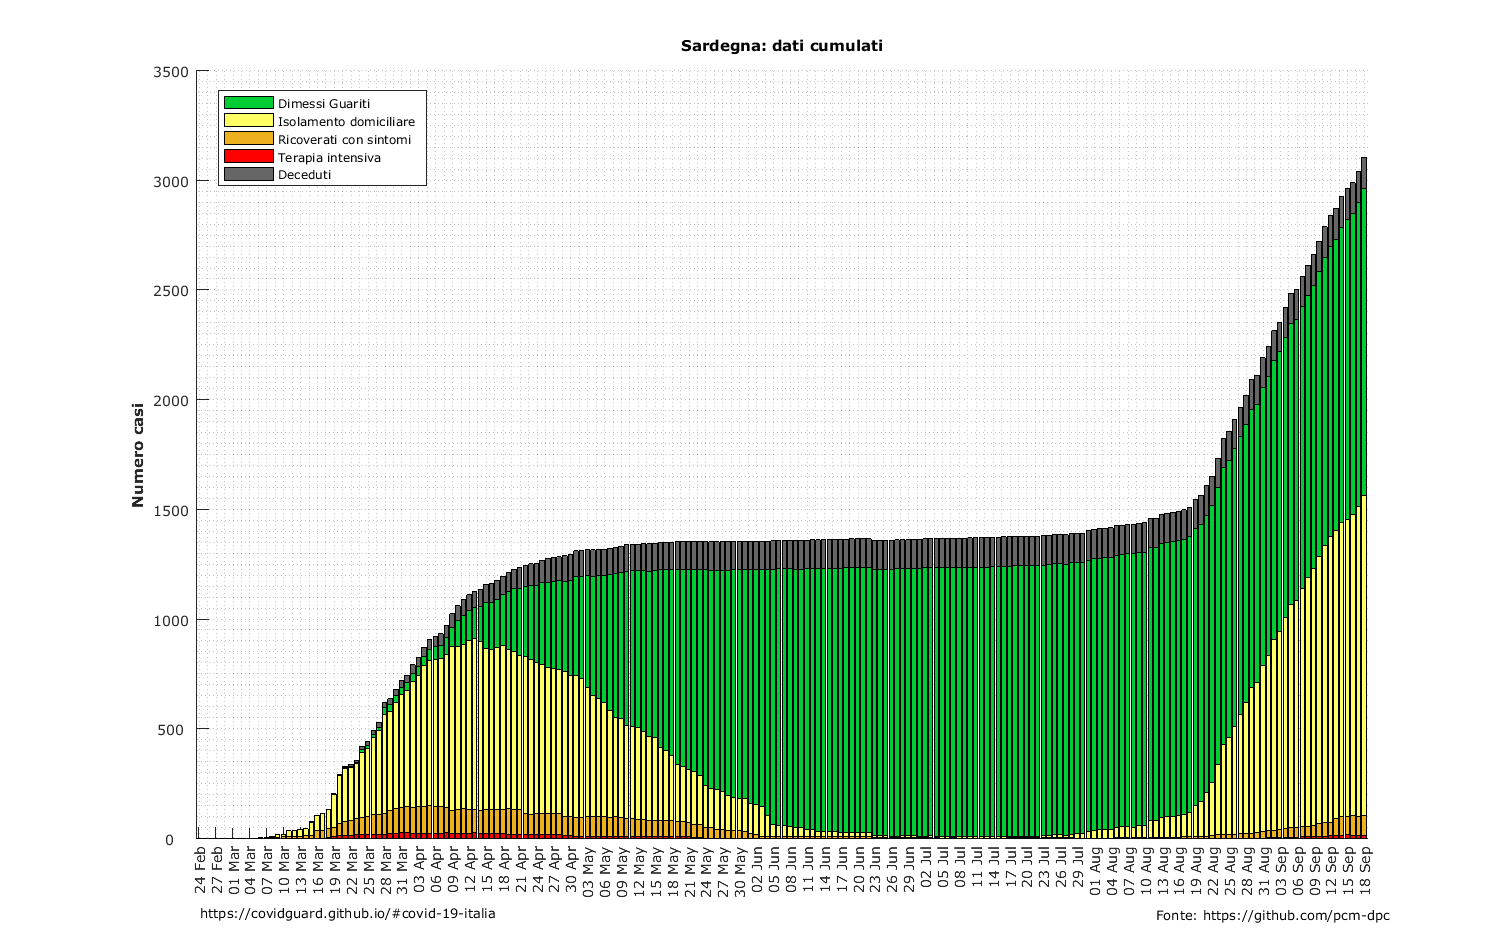 Sardegna: dati cumulati
3500
3000
2500
2000
1500
1000
500
0
Numero casi
Dimessi Guariti
Isolamento domiciliare
Ricoverati con sintomi
Terapia intensiva
Deceduti
24 Feb
27 Feb
01 Mar
04 Mar
07 Mar
10 Mar
13 Mar
16 Mar
19 Mar
22 Mar
25 Mar
28 Mar
31 Mar
03 Apr
06 Apr
09 Apr
12 Apr
15 Apr
18 Apr
21 Apr
24 Apr
27 Apr
30 Apr
03 May
06 May
09 May
12 May
15 May
18 May
21 May
24 May
27 May
30 May
02 Jun
05 Jun
08 Jun
11 Jun
14 Jun
17 Jun
20 Jun
23 Jun
26 Jun
29 Jun
02 Jul
05 Jul
08 Jul
11 Jul
14 Jul
17 Jul
20 Jul
23 Jul
26 Jul
29 Jul
01 Aug
04 Aug
07 Aug
10 Aug
13 Aug
16 Aug
19 Aug
22 Aug
25 Aug
28 Aug
31 Aug
03 Sep
06 Sep
09 Sep
12 Sep
15 Sep
18 Sep
https://covidguard.github.io/#covid-19-italia
Fonte: https://github.com/pcm-dpc